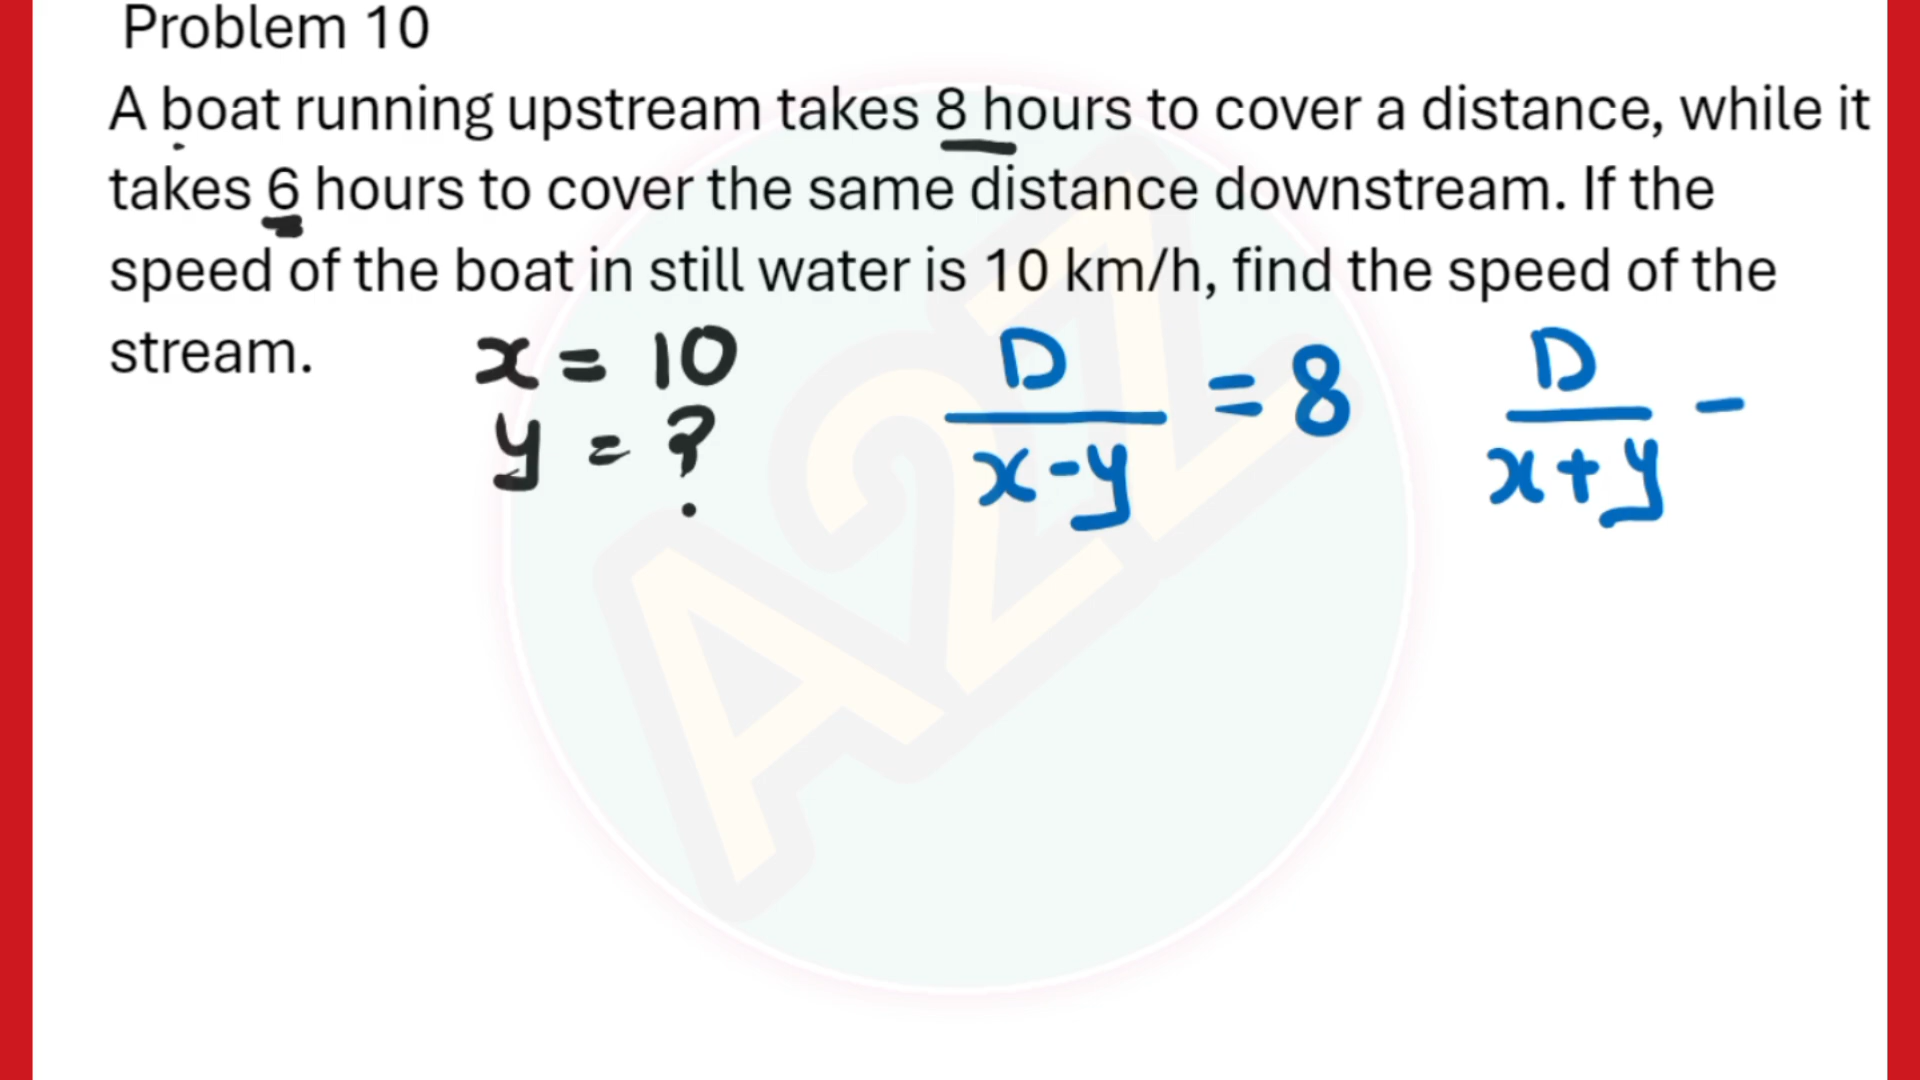 Problem 10
A boat running upstream takes 8 hours to cover a distance, while it
takes 6 hours to cover the same distance downstream. If the
speed of the boat in still water is 10 km/h, find the speed of the
stream.
x = 10
y = ?
D
x-y
= 8
D
x+y
-
A2Z